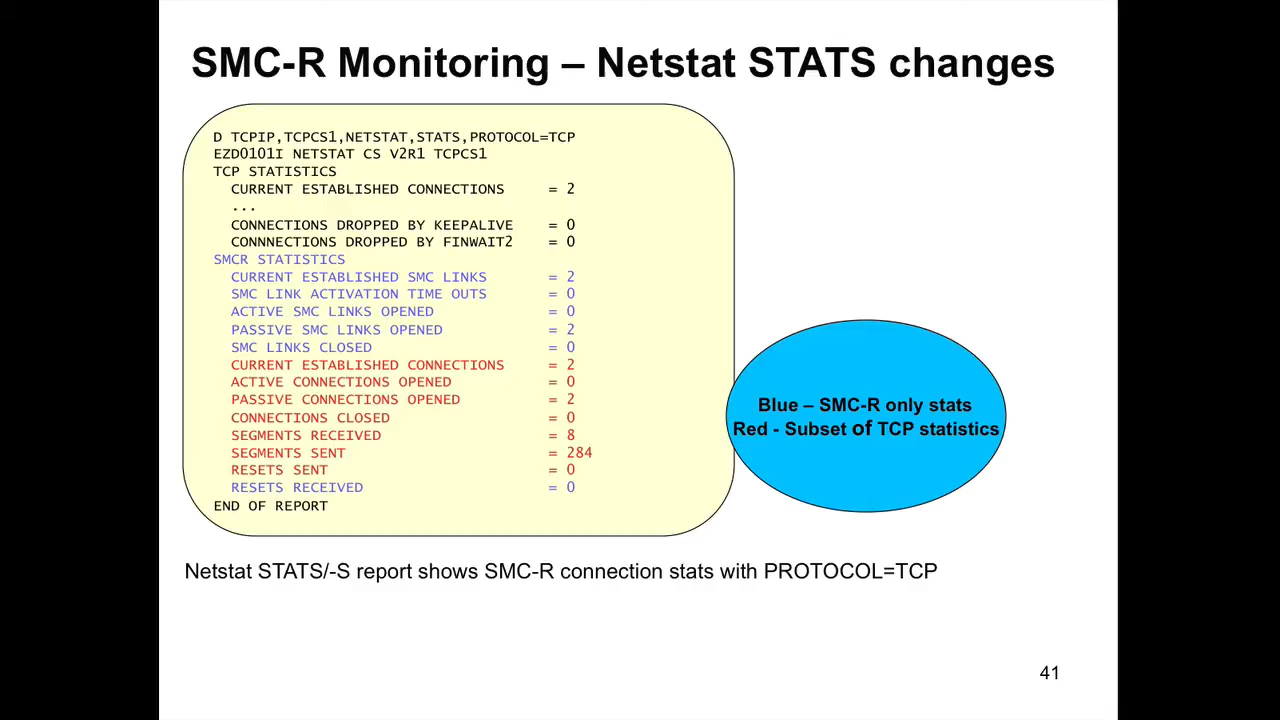 SMC-R Monitoring – Netstat STATS changes
D TCPIP,TCPCS1,NETSTAT,STATS,PROTOCOL=TCP
EZD0101I NETSTAT CS V2R1 TCPCS1
TCP STATISTICS
CURRENT ESTABLISHED CONNECTIONS = 2
...
CONNECTIONS DROPPED BY KEEPALIVE = 0
CONNNECTIONS DROPPED BY FINWAIT2 = 0
SMCR STATISTICS
CURRENT ESTABLISHED SMC LINKS = 2
SMC LINK ACTIVATION TIME OUTS = 0
ACTIVE SMC LINKS OPENED = 0
PASSIVE SMC LINKS OPENED = 2
SMC LINKS CLOSED = 0
CURRENT ESTABLISHED CONNECTIONS = 2
ACTIVE CONNECTIONS OPENED = 0
PASSIVE CONNECTIONS OPENED = 2
CONNECTIONS CLOSED = 0
SEGMENTS RECEIVED = 8
SEGMENTS SENT = 284
RESETS SENT = 0
RESETS RECEIVED = 0
END OF REPORT
Blue – SMC-R only stats
Red - Subset of TCP statistics
Netstat STATS/-S report shows SMC-R connection stats with PROTOCOL=TCP
41